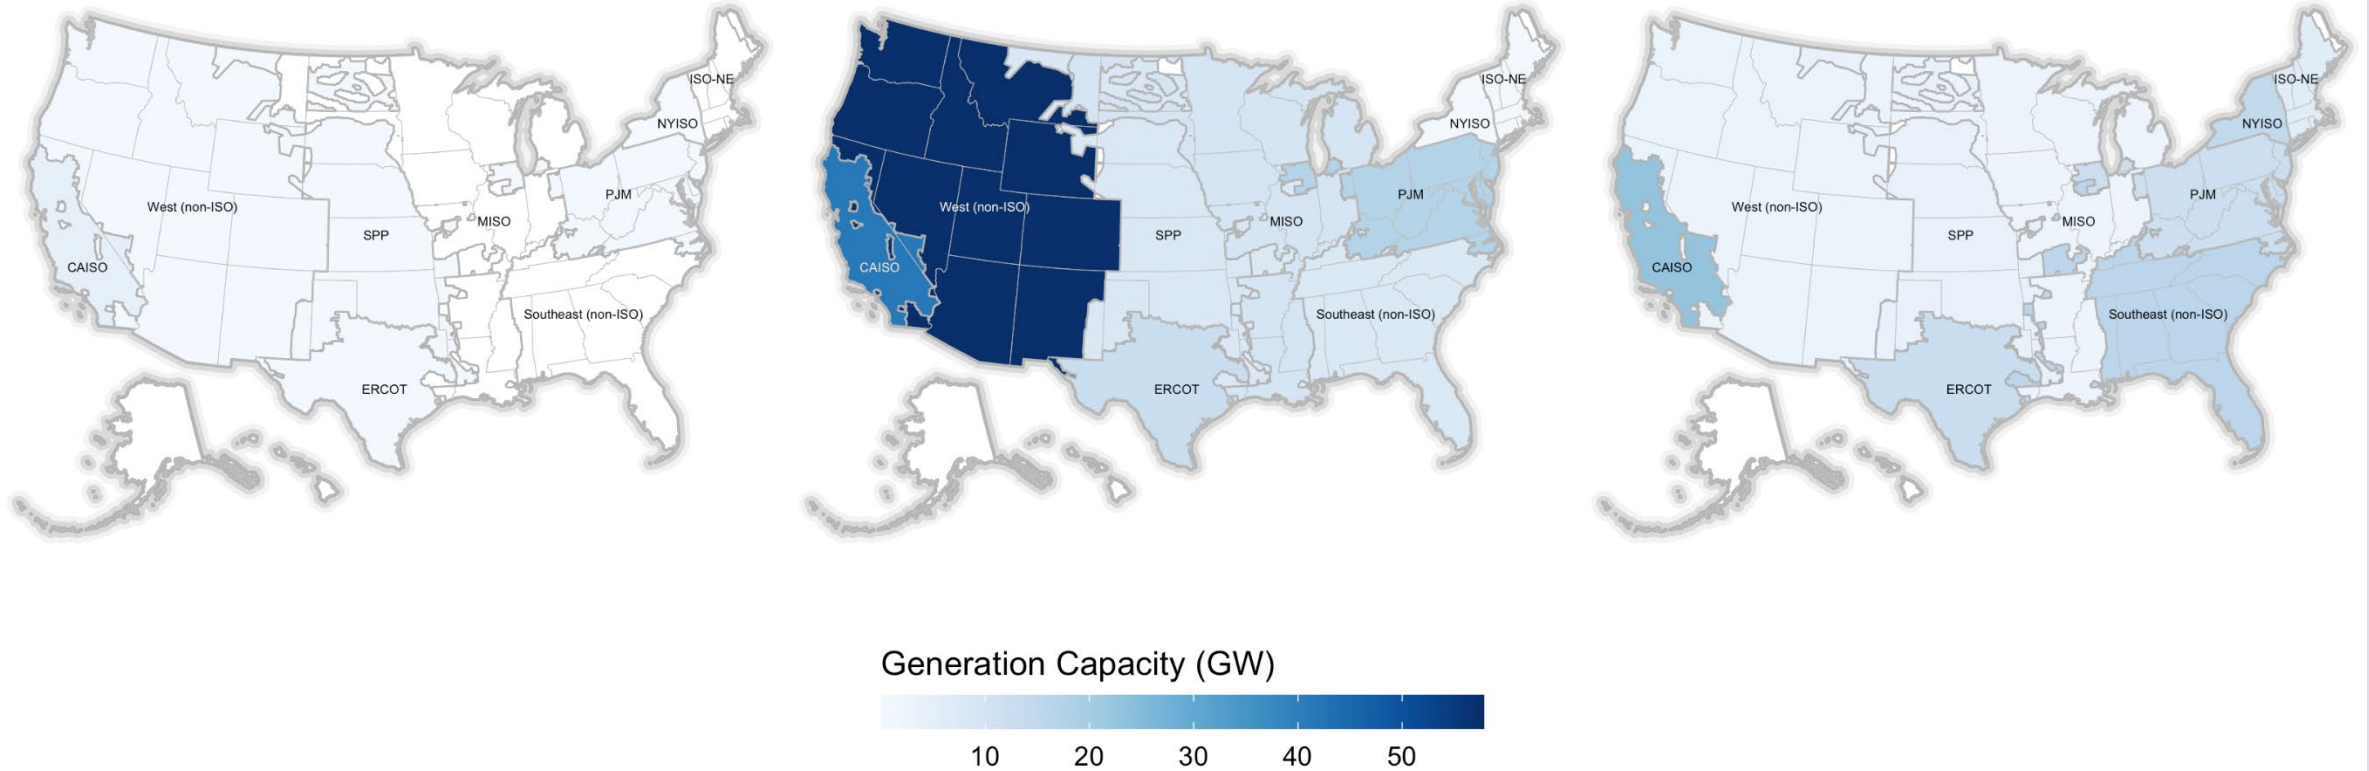 ISO-NE
NYISO
PJM
West (non-ISO)
MISO
SPP
CAISO
Southeast (non-ISO)
ERCOT
ISO-NE
NYISO
PJM
West (non-ISO)
MISO
SPP
CAISO
Southeast (non-ISO)
ERCOT
ISO-NE
NYISO
PJM
West (non-ISO)
MISO
SPP
CAISO
Southeast (non-ISO)
ERCOT
Generation Capacity (GW)
10 20 30 40 50